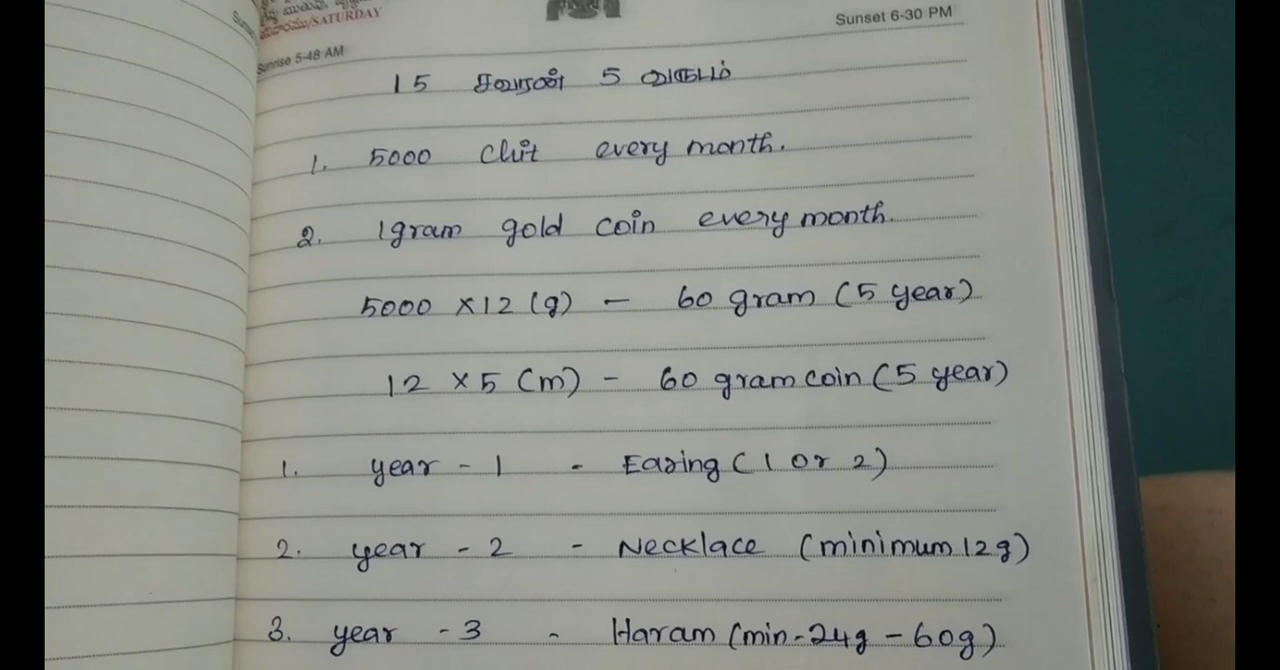 /SATURDAY
Sunrise 5-48 AM
Sunset 6-30 PM
15 சவரன் 5 வருடம்
1. 5000 chit every month.
2. 1gram gold coin every month.
5000 ×12 (g) – 60 gram (5 year)
12 × 5 (m) – 60 gram coin (5 year)
1. year - 1 - Earing (1 or 2)
2. year - 2 - Necklace (minimum 12g)
3. year - 3 - Haram (min-24g - 60g)